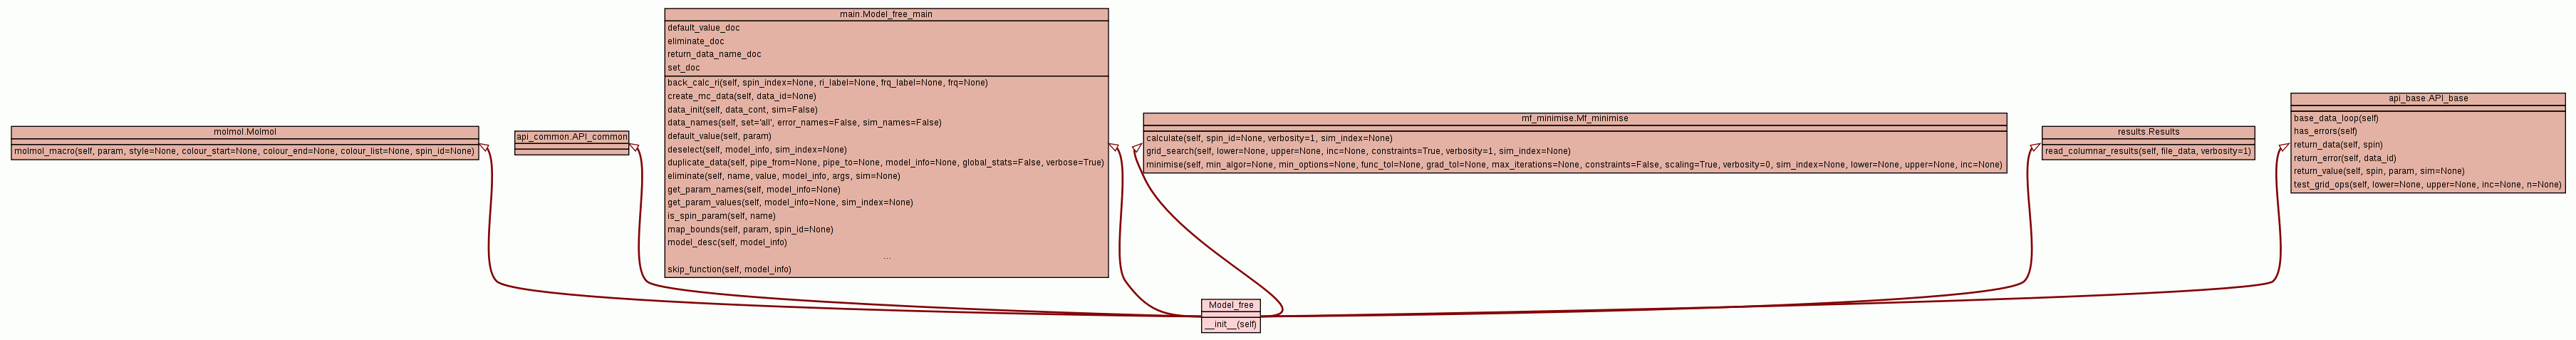 molmol.Molmol
molmol_macro(self, param, style=None, colour_start=None, colour_end=None, colour_list=None, spin_id=None)
api_common.API_common
main.Model_free_main
default_value_doc
eliminate_doc
return_data_name_doc
set_doc
back_calc_ri(self, spin_index=None, ri_label=None, frq_label=None, frq=None)
create_mc_data(self, data_id=None)
data_init(self, data_cont, sim=False)
data_names(self, set='all', error_names=False, sim_names=False)
default_value(self, param)
deselect(self, model_info, sim_index=None)
duplicate_data(self, pipe_from=None, pipe_to=None, model_info=None, global_stats=False, verbose=True)
eliminate(self, name, value, model_info, args, sim=None)
get_param_names(self, model_info=None)
get_param_values(self, model_info=None, sim_index=None)
is_spin_param(self, name)
map_bounds(self, param, spin_id=None)
model_desc(self, model_info)
...
skip_function(self, model_info)
mf_minimise.Mf_minimise
calculate(self, spin_id=None, verbosity=1, sim_index=None)
grid_search(self, lower=None, upper=None, inc=None, constraints=True, verbosity=1, sim_index=None)
minimise(self, min_algor=None, min_options=None, func_tol=None, grad_tol=None, max_iterations=None, constraints=False, scaling=True, verbosity=0, sim_index=None, lower=None, upper=None, inc=None)
results.Results
read_columnar_results(self, file_data, verbosity=1)
api_base.API_base
base_data_loop(self)
has_errors(self)
return_data(self, spin)
return_error(self, data_id)
return_value(self, spin, param, sim=None)
test_grid_ops(self, lower=None, upper=None, inc=None, n=None)
Model_free
__init__(self)